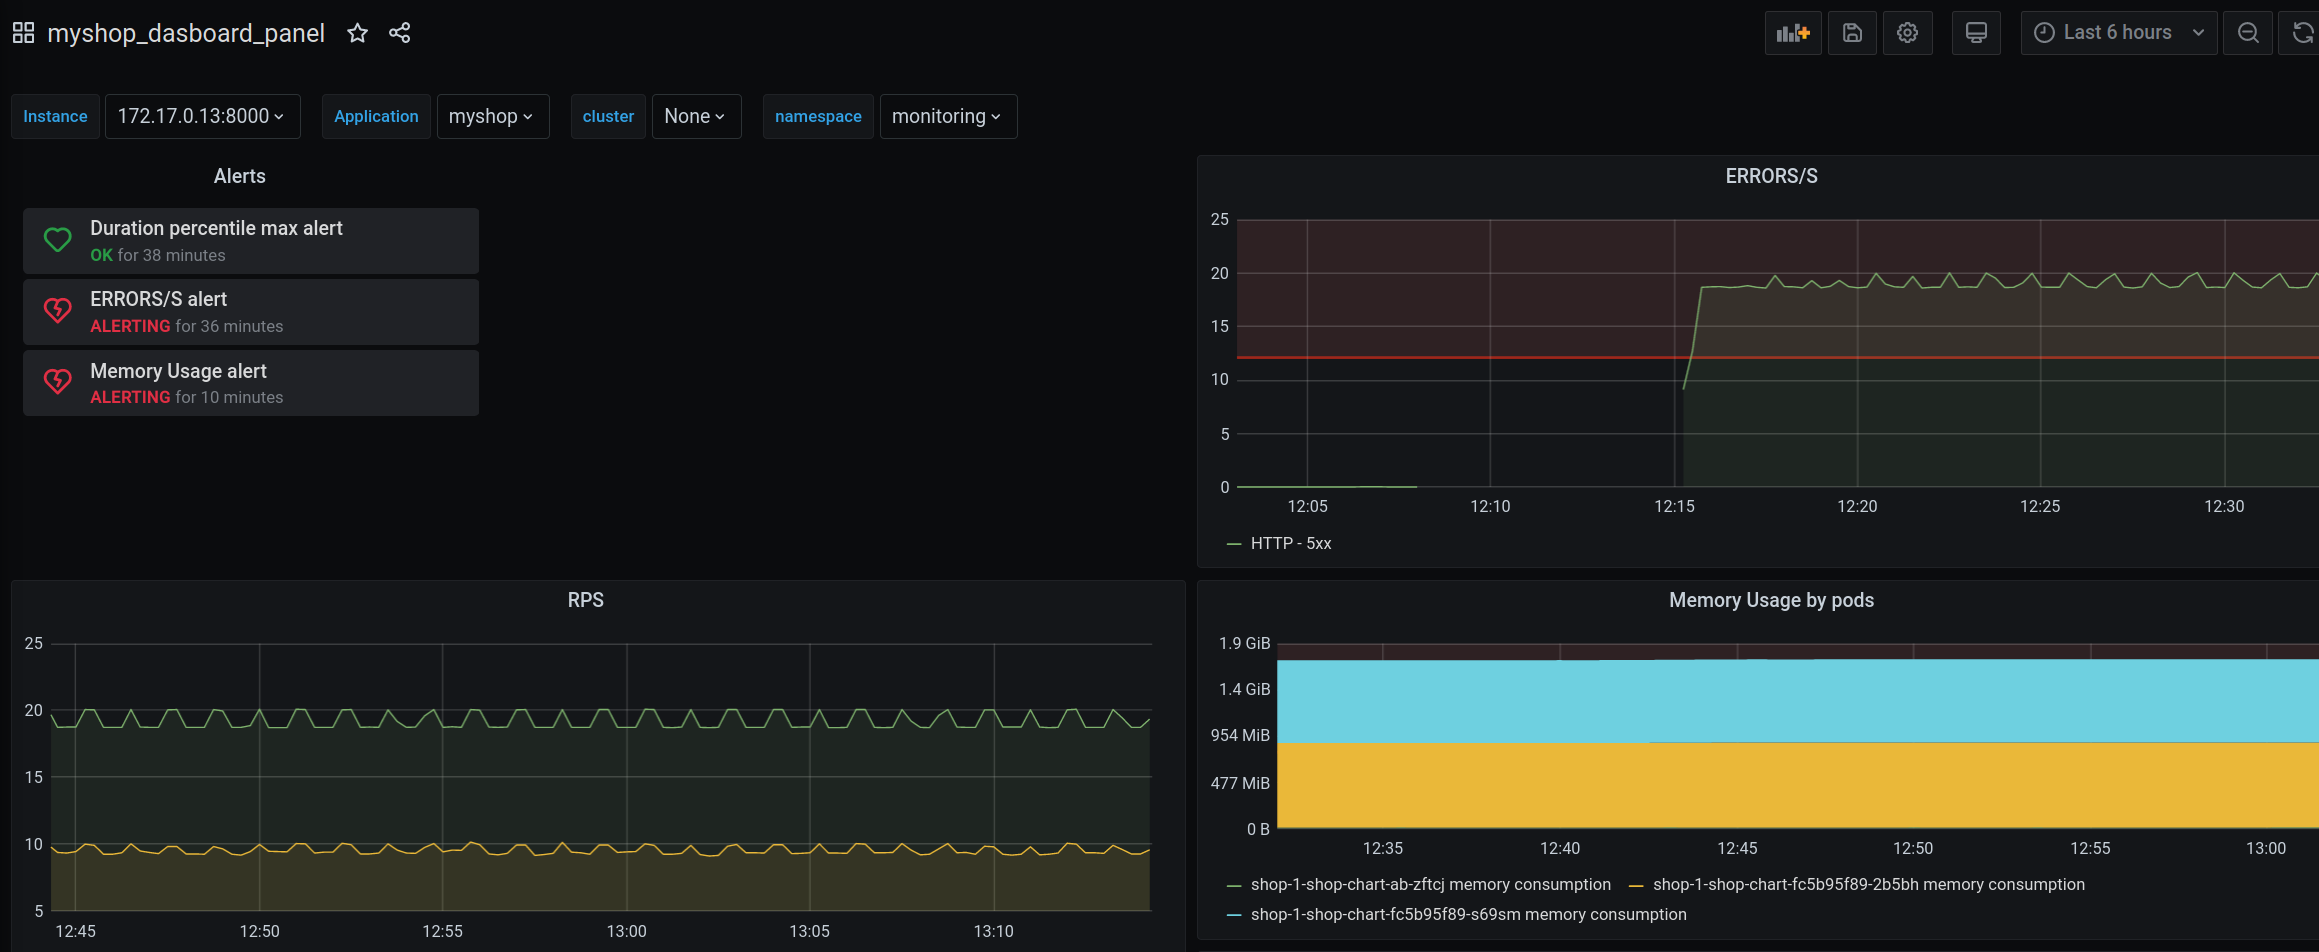 myshop_dasboard_panel
Last 6 hours
Instance 172.17.0.13:8000 Application myshop cluster None namespace monitoring
Alerts
Duration percentile max alert
OK for 38 minutes
ERRORS/S alert
ALERTING for 36 minutes
Memory Usage alert
ALERTING for 10 minutes
ERRORS/S
25
20
15
10
5
0
12:05 12:10 12:15 12:20 12:25 12:30
HTTP - 5xx
RPS
25
20
15
10
5
12:45 12:50 12:55 13:00 13:05 13:10
Memory Usage by pods
1.9 GiB
1.4 GiB
954 MiB
477 MiB
0 B
12:35 12:40 12:45 12:50 12:55 13:00
shop-1-shop-chart-ab-zftcj memory consumption shop-1-shop-chart-fc5b95f89-2b5bh memory consumption
shop-1-shop-chart-fc5b95f89-s69sm memory consumption